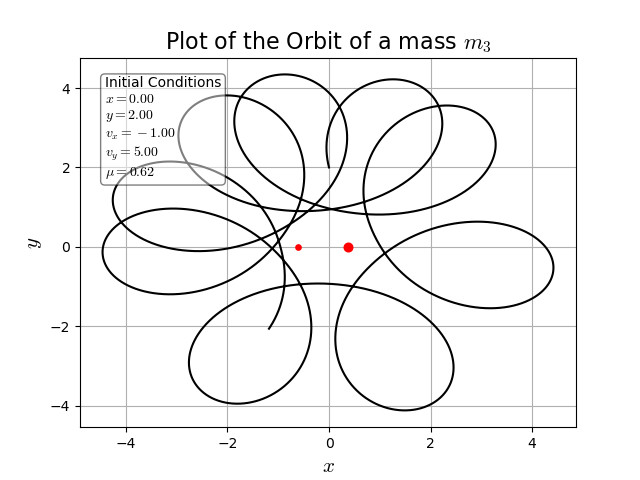 Plot of the Orbit of a mass m₃
Initial Conditions
x = 0.00
y = 2.00
vₓ = −1.00
v_y = 5.00
μ = 0.62
4
2
0
−2
−4
y
−4
−2
0
2
4
x